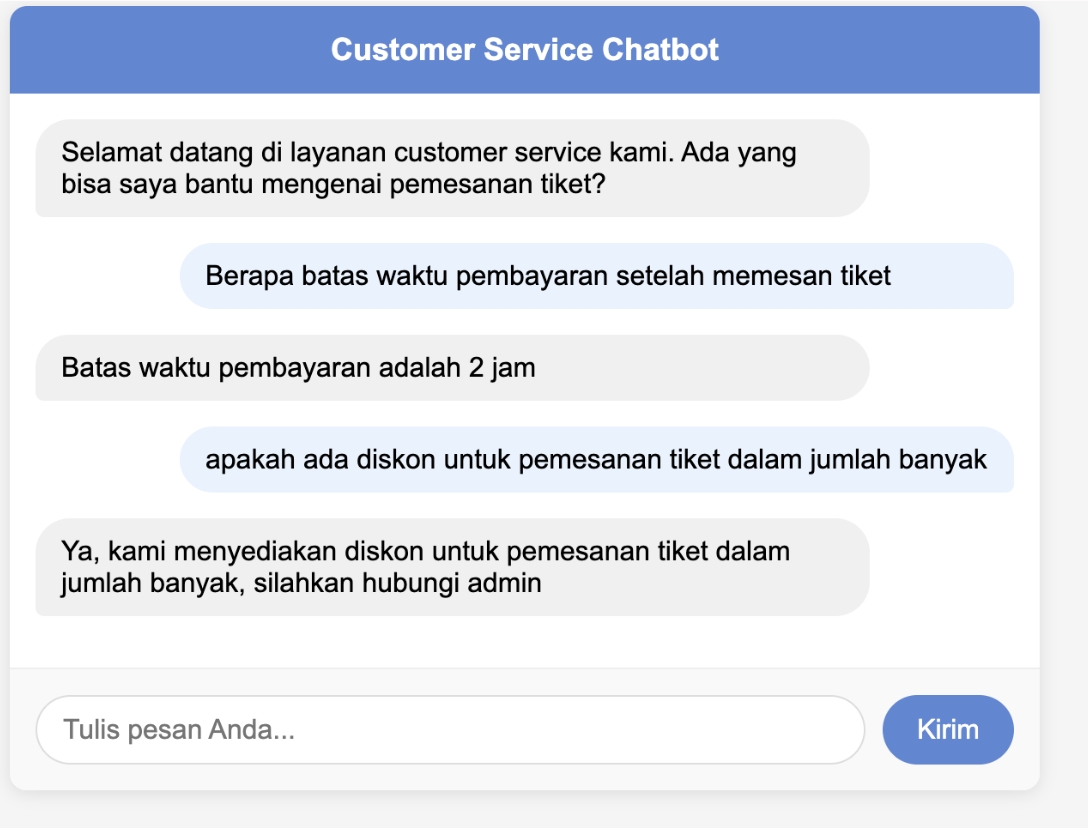 Customer Service Chatbot
Selamat datang di layanan customer service kami. Ada yang
bisa saya bantu mengenai pemesanan tiket?
Berapa batas waktu pembayaran setelah memesan tiket
Batas waktu pembayaran adalah 2 jam
apakah ada diskon untuk pemesanan tiket dalam jumlah banyak
Ya, kami menyediakan diskon untuk pemesanan tiket dalam
jumlah banyak, silahkan hubungi admin
Tulis pesan Anda...
Kirim